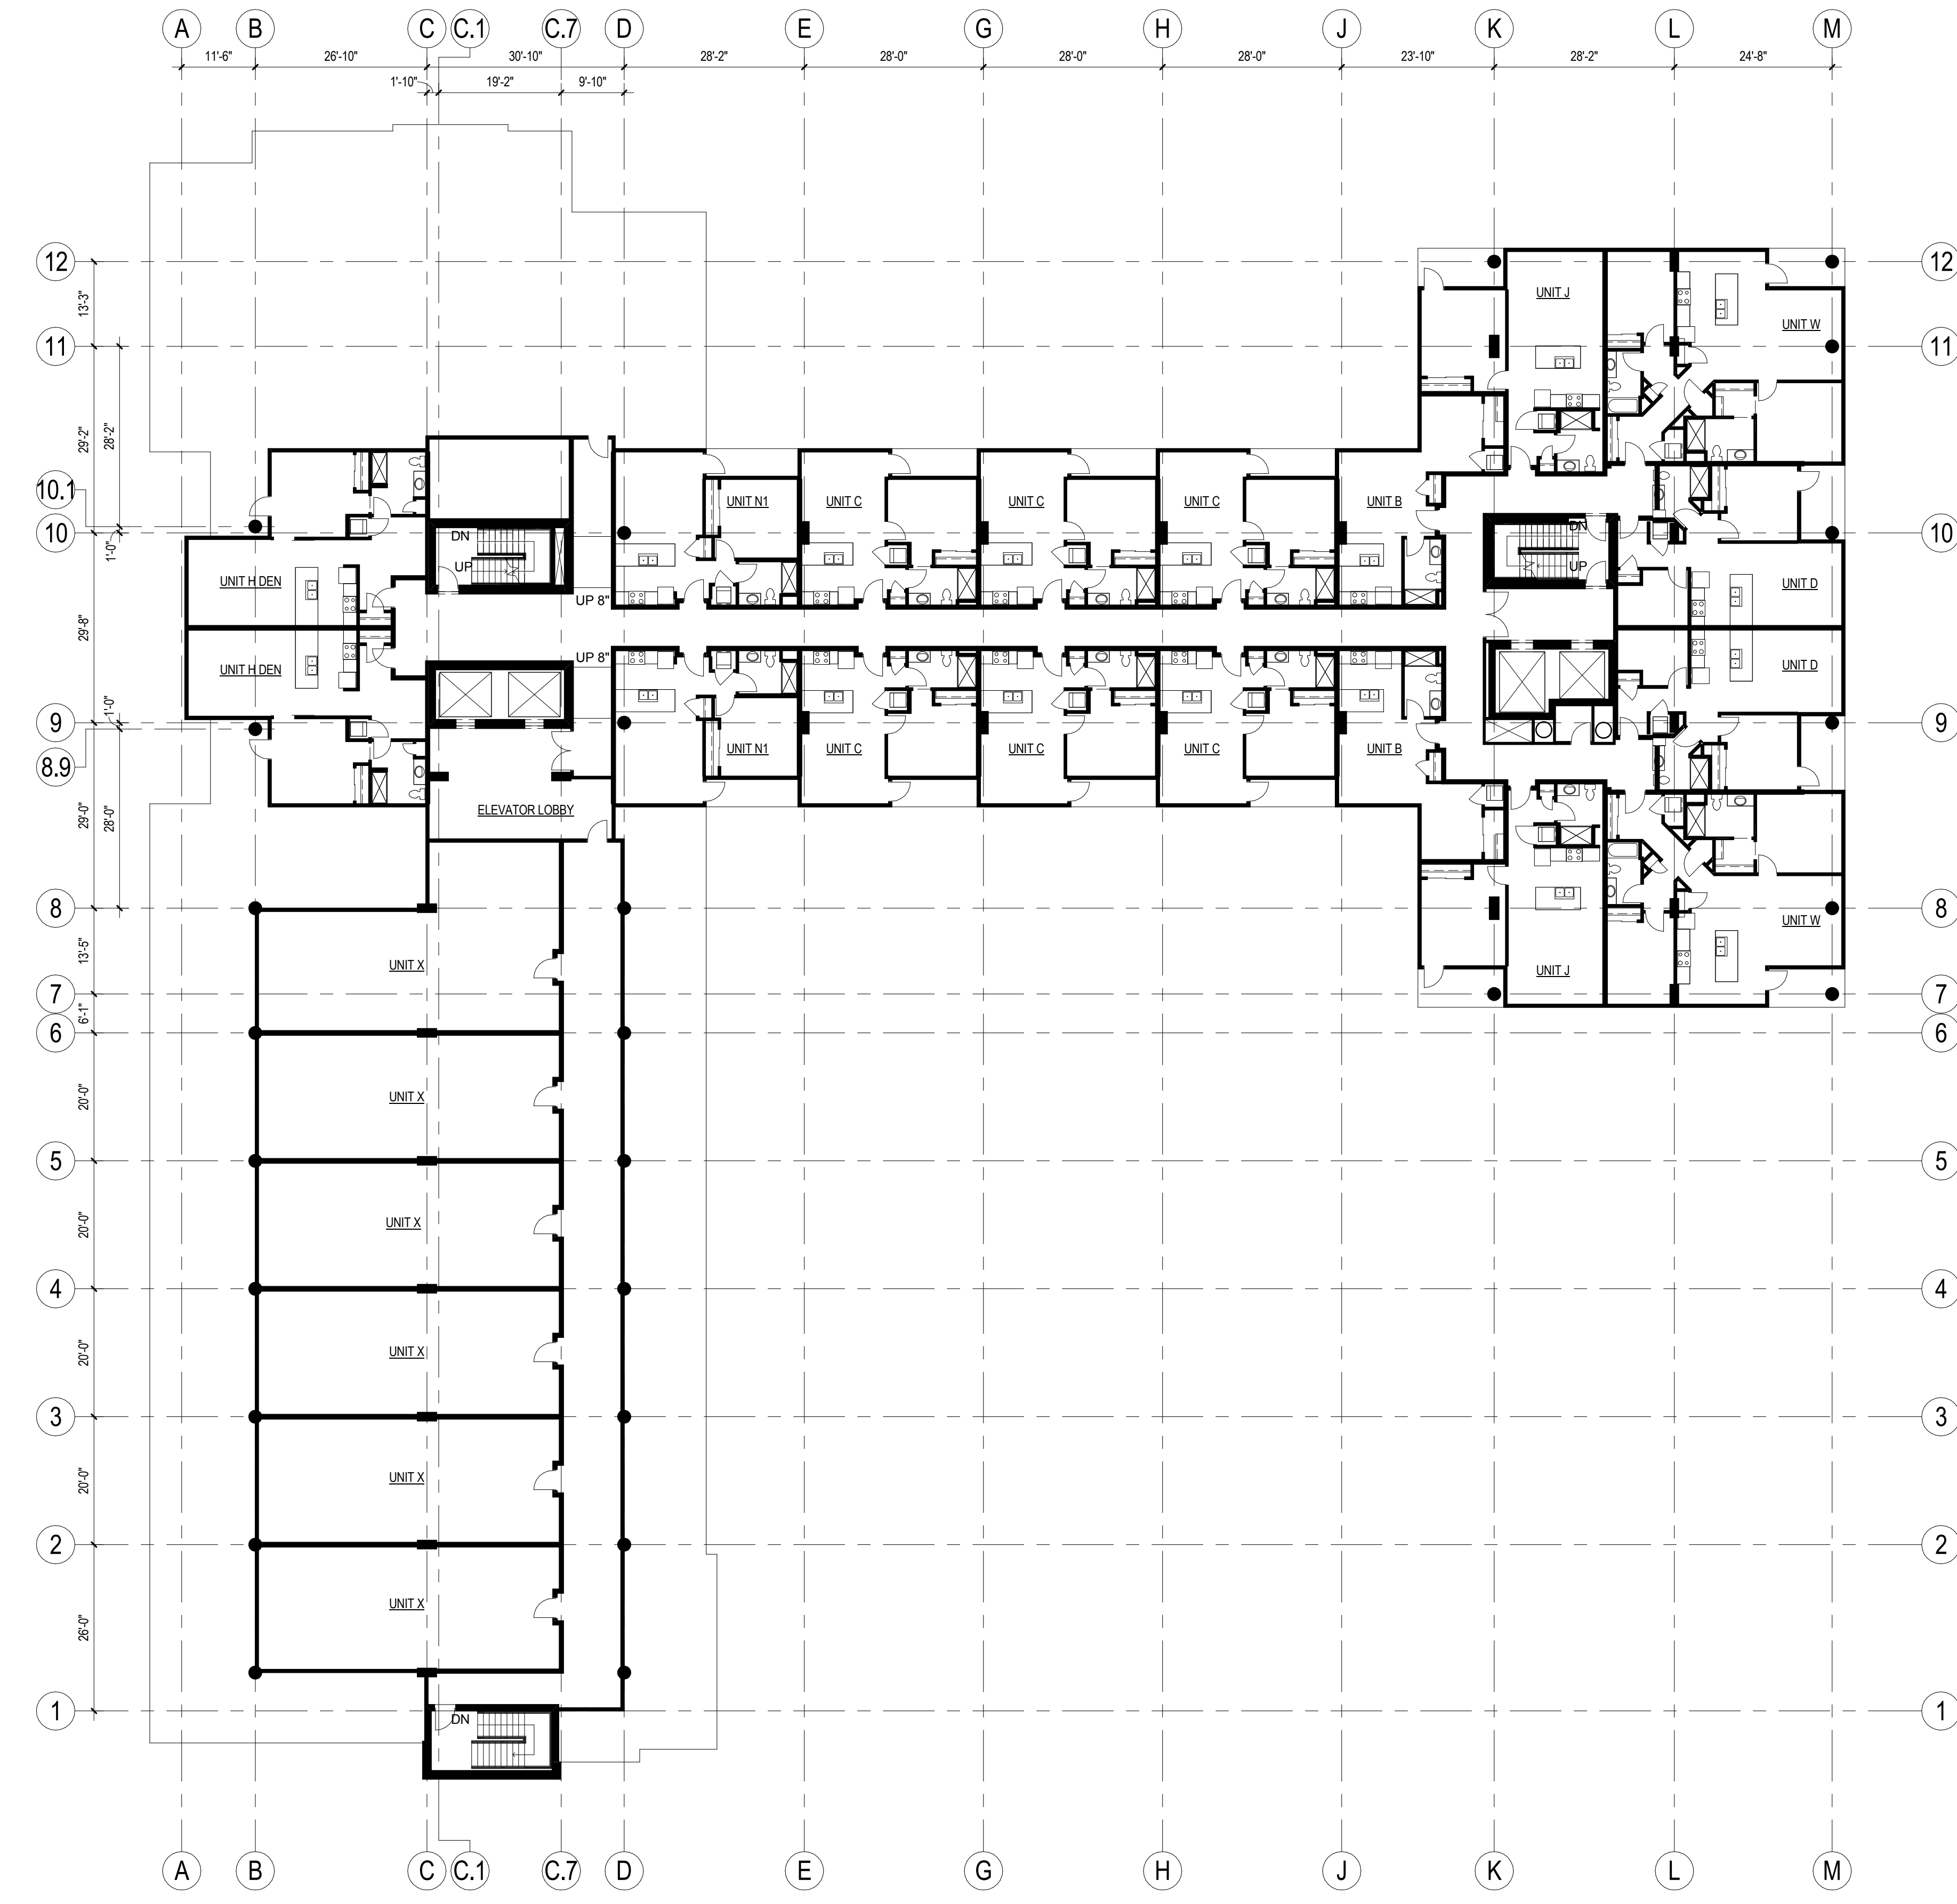 A B C C.1 C.7 D E G H J K L M
11'-6" 26'-10" 30'-10" 28'-2" 28'-0" 28'-0" 28'-0" 23'-10" 28'-2" 24'-8"
1'-10" 19'-2" 9'-10"
12 12
13'-3"
UNIT J
UNIT W
11 11
29'-2" 28'-2"
10.1
UNIT N1 UNIT C UNIT C UNIT C UNIT B
10 10
DN DN
1'-0"
UP UP
UNIT H DEN UNIT D
UP 8"
29'-8"
UP 8"
UNIT H DEN UNIT D
1'-0"
9 9
UNIT N1 UNIT C UNIT C UNIT C UNIT B
8.9
29'-0" 28'-0"
ELEVATOR LOBBY
8 8
UNIT W
13'-5"
UNIT X
UNIT J
7 7
6'-1"
6 6
20'-0"
UNIT X
5 5
20'-0"
UNIT X
4 4
20'-0"
UNIT X
3 3
20'-0"
UNIT X
2 2
26'-0"
UNIT X
1 1
DN
A B C C.1 C.7 D E G H J K L M